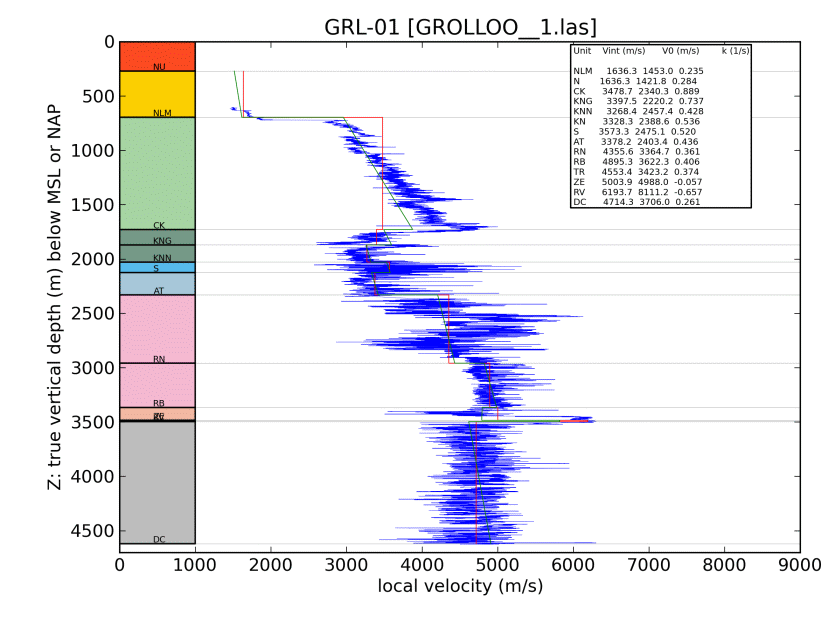 GRL-01 [GROLLOO__1.las]
Unit Vint (m/s) V0 (m/s) k (1/s)
NLM 1636.3 1453.0 0.235
N 1636.3 1421.8 0.284
CK 3478.7 2340.3 0.889
KNG 3397.5 2220.2 0.737
KNN 3268.4 2457.4 0.428
KN 3328.3 2388.6 0.536
S 3573.3 2475.1 0.520
AT 3378.2 2403.4 0.436
RN 4355.6 3364.7 0.361
RB 4895.3 3622.3 0.406
TR 4553.4 3423.2 0.374
ZE 5003.9 4988.0 -0.057
RV 6193.7 8111.2 -0.657
DC 4714.3 3706.0 0.261
Z: true vertical depth (m) below MSL or NAP
0
500
1000
1500
2000
2500
3000
3500
4000
4500
NU
NLM
CK
KNG
KNN
S
AT
RN
RB
DC
0 1000 2000 3000 4000 5000 6000 7000 8000 9000
local velocity (m/s)